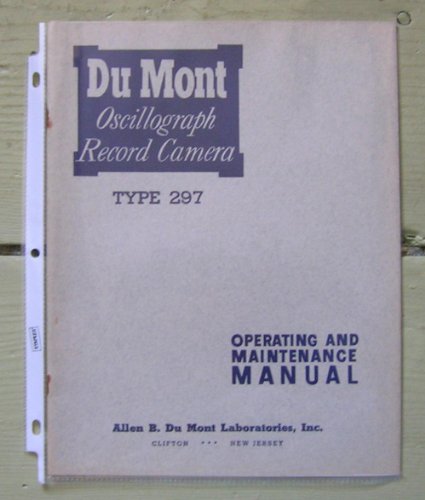 Du Mont
Oscillograph
Record Camera
TYPE 297
OPERATING AND
MAINTENANCE
MANUAL
Allen B. Du Mont Laboratories, Inc.
CLIFTON ••• NEW JERSEY